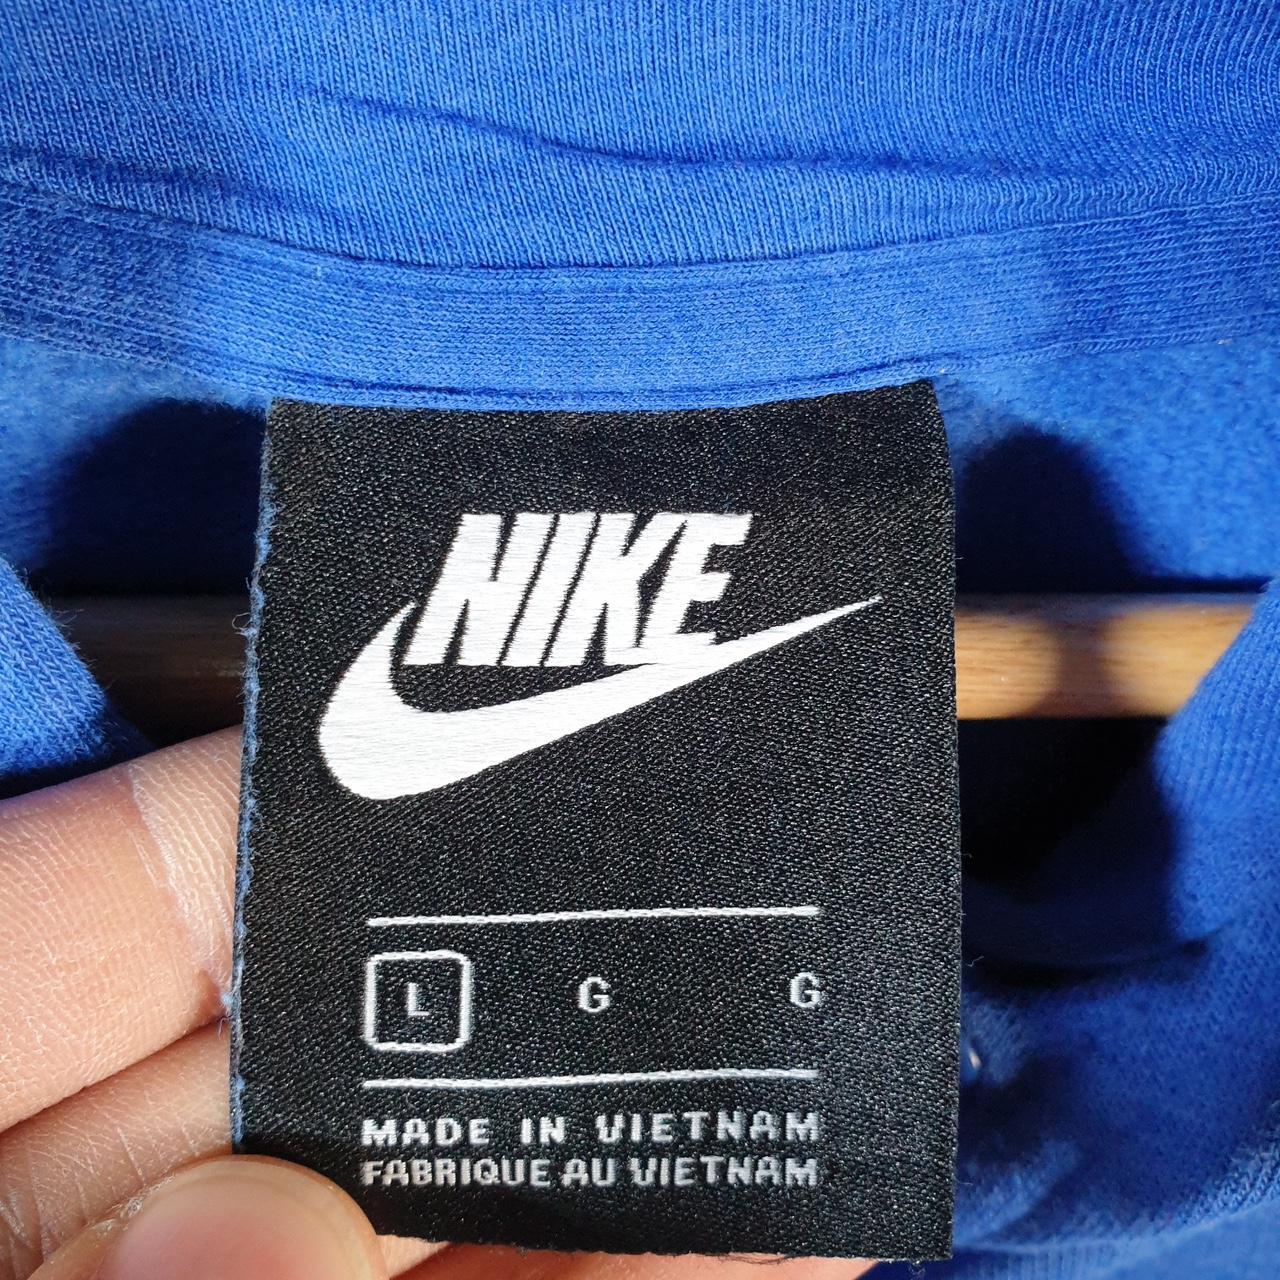 NIKE
L G G
MADE IN VIETNAM
FABRIQUE AU VIETNAM